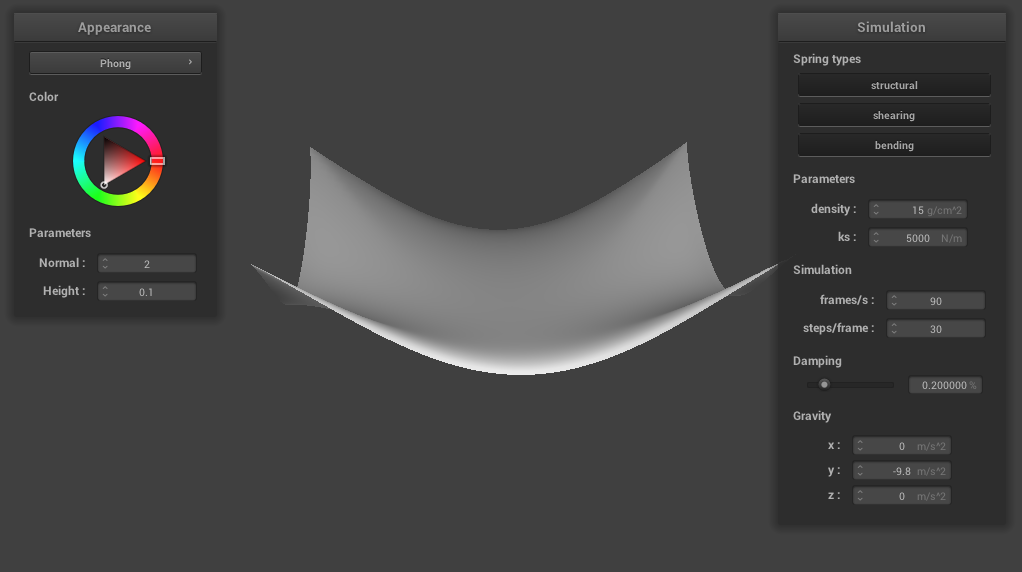 Appearance
Phong
Color
Parameters
Normal : 2
Height : 0.1
Simulation
Spring types
structural
shearing
bending
Parameters
density : 15 g/cm^2
ks : 5000 N/m
Simulation
frames/s : 90
steps/frame : 30
Damping
0.200000 %
Gravity
x : 0 m/s^2
y : -9.8 m/s^2
z : 0 m/s^2